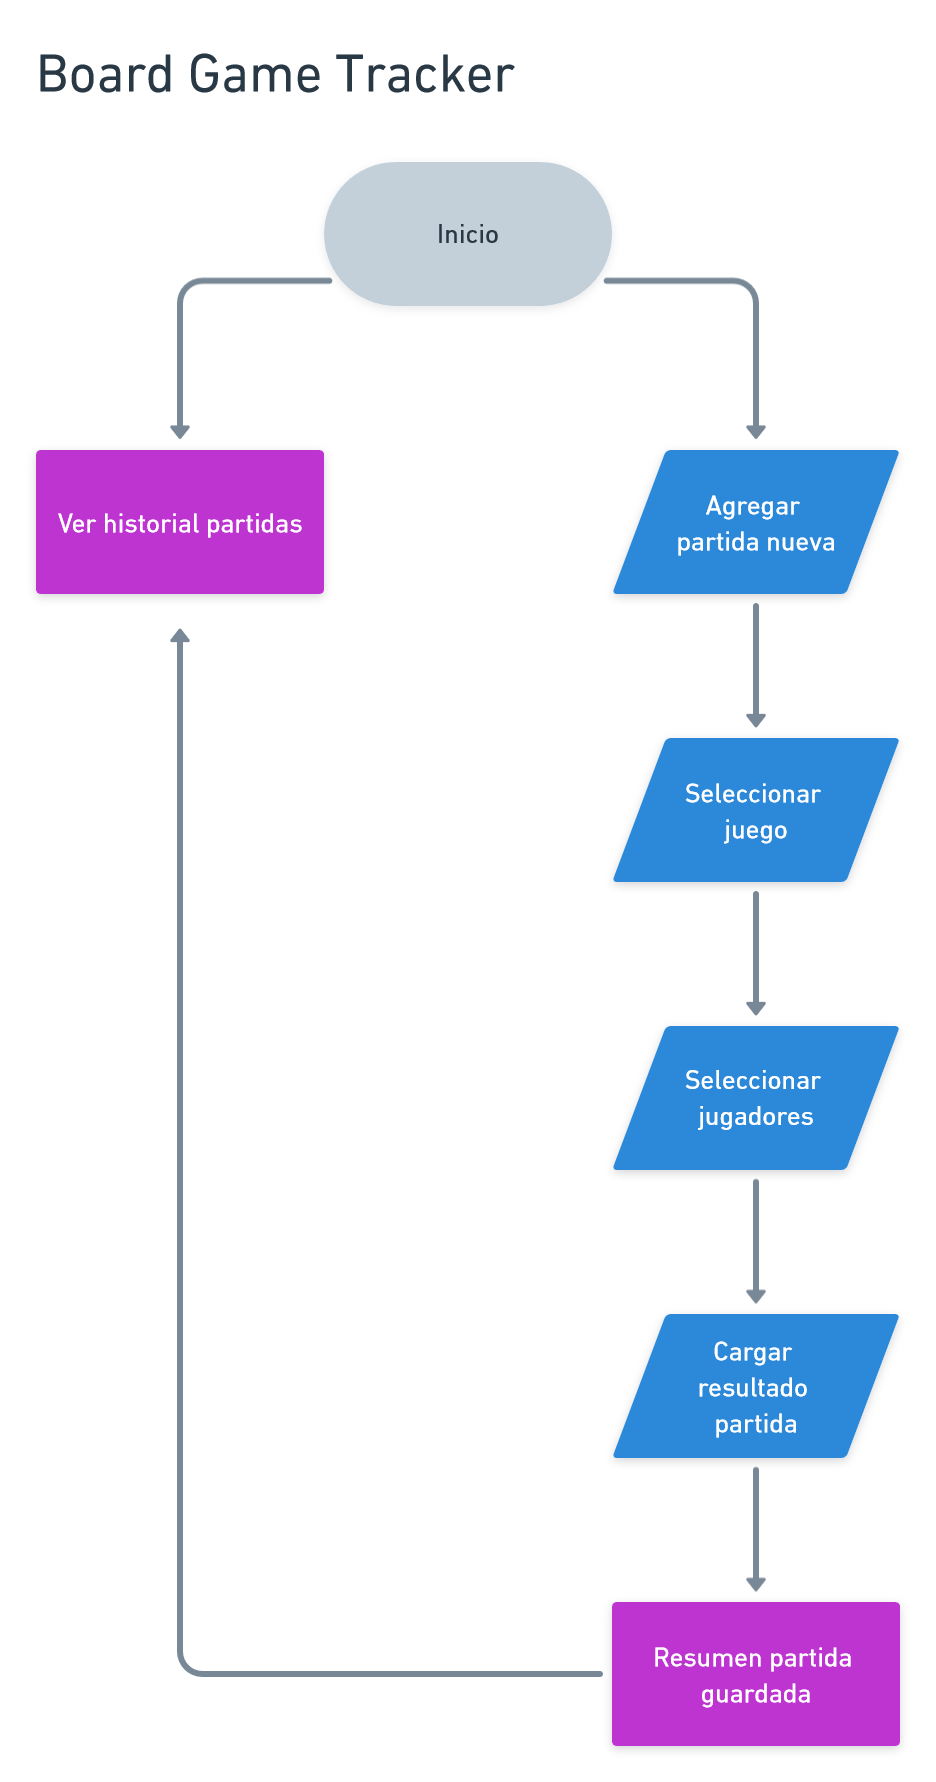 Board Game Tracker
Inicio
Ver historial partidas
Agregar
partida nueva
Seleccionar
juego
Seleccionar
jugadores
Cargar
resultado
partida
Resumen partida
guardada